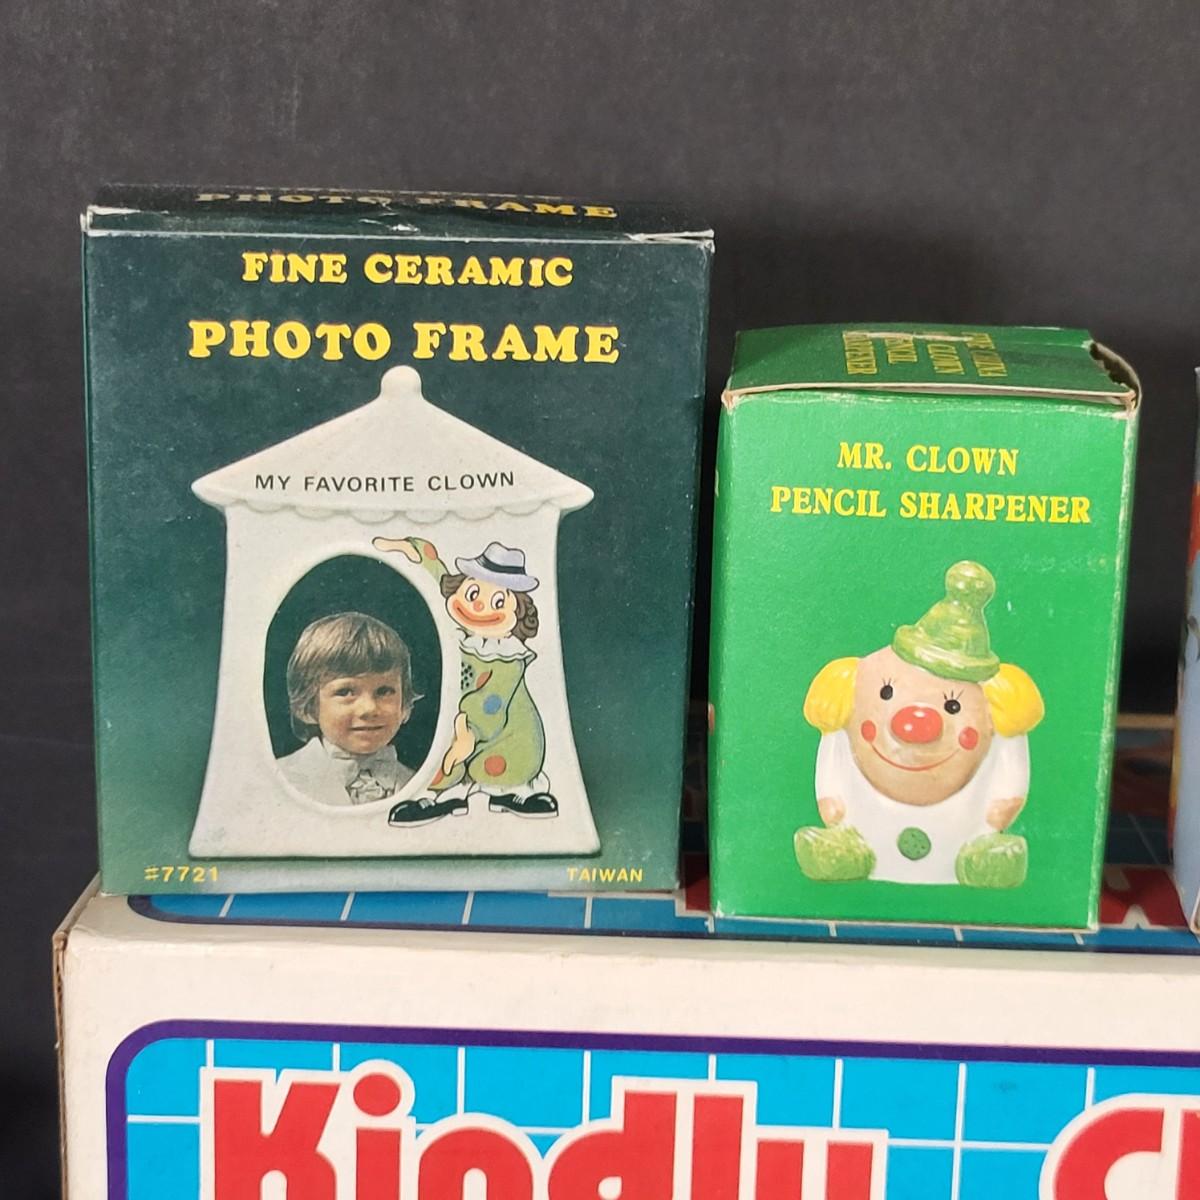 PHOTO FRAME
FINE CERAMIC
PHOTO FRAME
MY FAVORITE CLOWN
#7721
TAIWAN
MR. CLOWN
PENCIL SHARPENER
Kindly